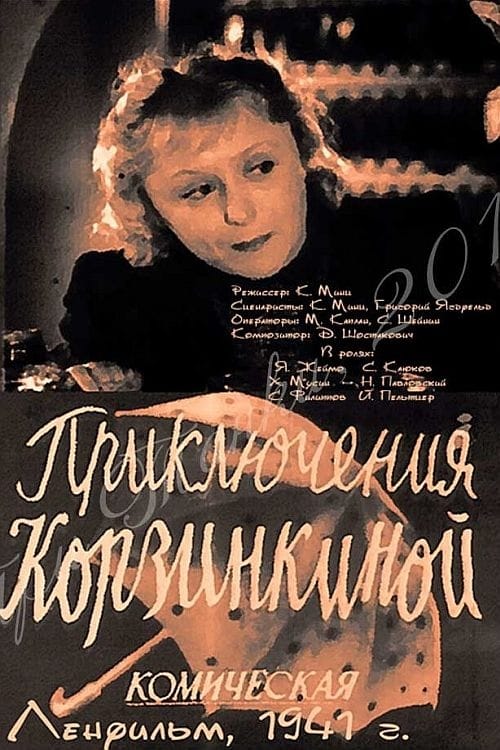 Режиссер: К. Минц
Сценаристы: К. Минц, Григорий Ягдфельд
Операторы: М. Каплан, С. Шейнин
Композитор: Д. Шостакович
В ролях:
Я. Жеймо С. Клюков
Х. Мусин Н. Павловский
С. Филиппов И. Пельтцер
Приключения
Корзинкиной
КОМИЧЕСКАЯ
Ленфильм, 1941 г.